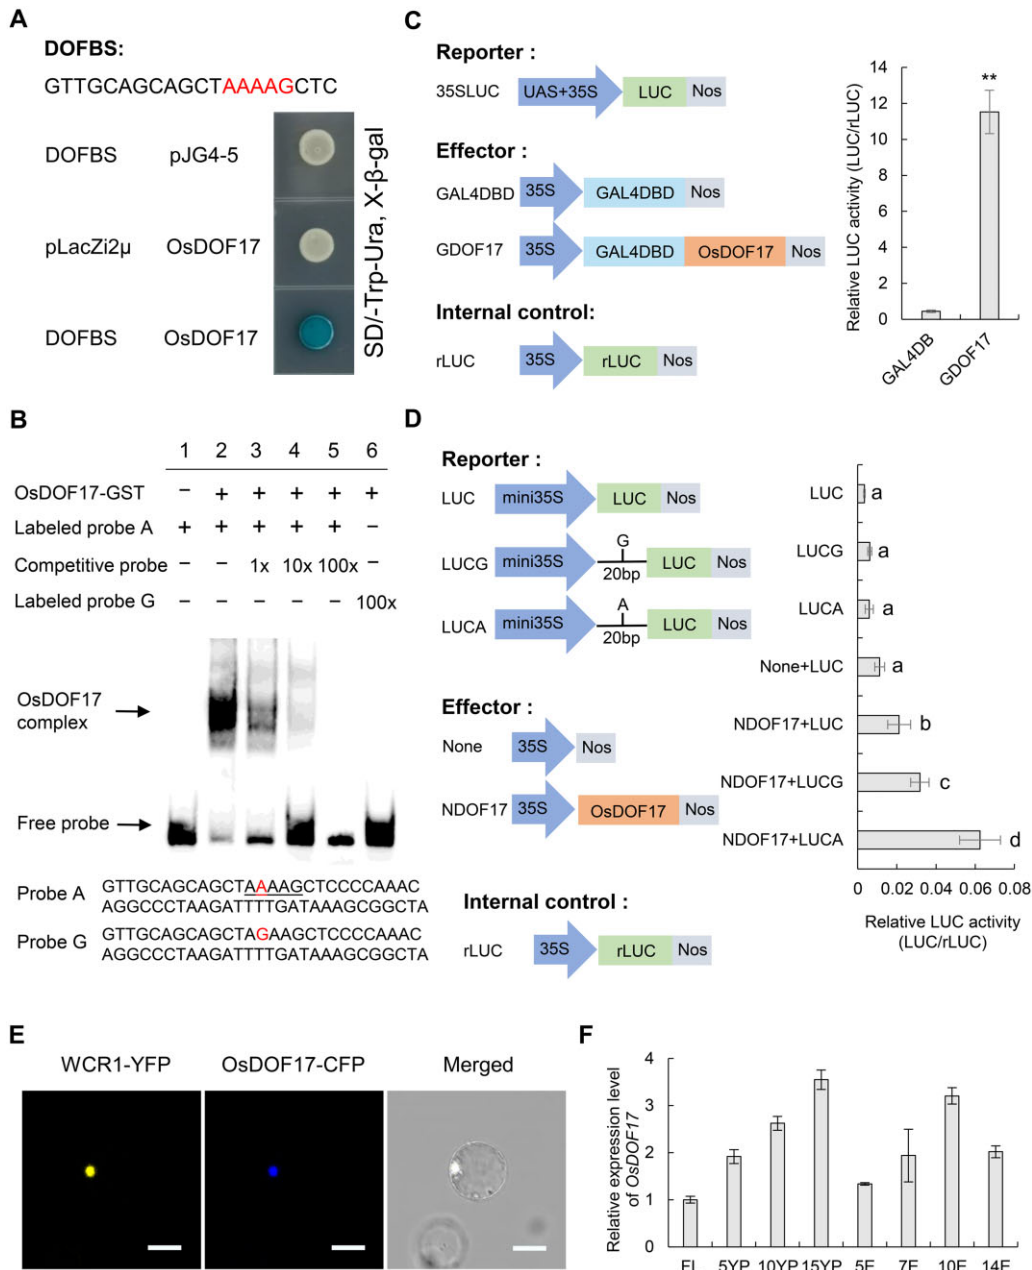 A
DOFBS:
GTTGCAGCAGCTAAAAGCTC
DOFBS pJG4-5
pLacZi2μ OsDOF17
DOFBS OsDOF17
SD/-Trp-Ura, X-β-gal
B
1 2 3 4 5 6
OsDOF17-GST − + + + + +
Labeled probe A + + + + + −
Competitive probe − − 1x 10x 100x −
Labeled probe G − − − − − 100x
OsDOF17
complex
Free probe
Probe A
GTTGCAGCAGCTAAAAGCTCCCCAAAC
AGGCCCTAAGATTTTGATAAAGCGGCTA
Probe G
GTTGCAGCAGCTAGAAGCTCCCCAAAC
AGGCCCTAAGATTTTGATAAAGCGGCTA
C
Reporter :
35SLUC UAS+35S LUC Nos
Effector :
GAL4DBD 35S GAL4DBD Nos
GDOF17 35S GAL4DBD OsDOF17 Nos
Internal control:
rLUC 35S rLUC Nos
Relative LUC activity (LUC/rLUC)
14
12
10
8
6
4
2
0
**
GAL4DB
GDOF17
D
Reporter :
LUC mini35S LUC Nos
LUCG mini35S G 20bp LUC Nos
LUCA mini35S A 20bp LUC Nos
Effector :
None 35S Nos
NDOF17 35S OsDOF17 Nos
Internal control :
rLUC 35S rLUC Nos
LUC a
LUCG a
LUCA a
None+LUC a
NDOF17+LUC b
NDOF17+LUCG c
NDOF17+LUCA d
0 0.02 0.04 0.06 0.08
Relative LUC activity
(LUC/rLUC)
E
WCR1-YFP OsDOF17-CFP Merged
F
Relative expression level
of OsDOF17
4
3
2
1
0
5YP 10YP 15YP 5E 7E 10E 14E